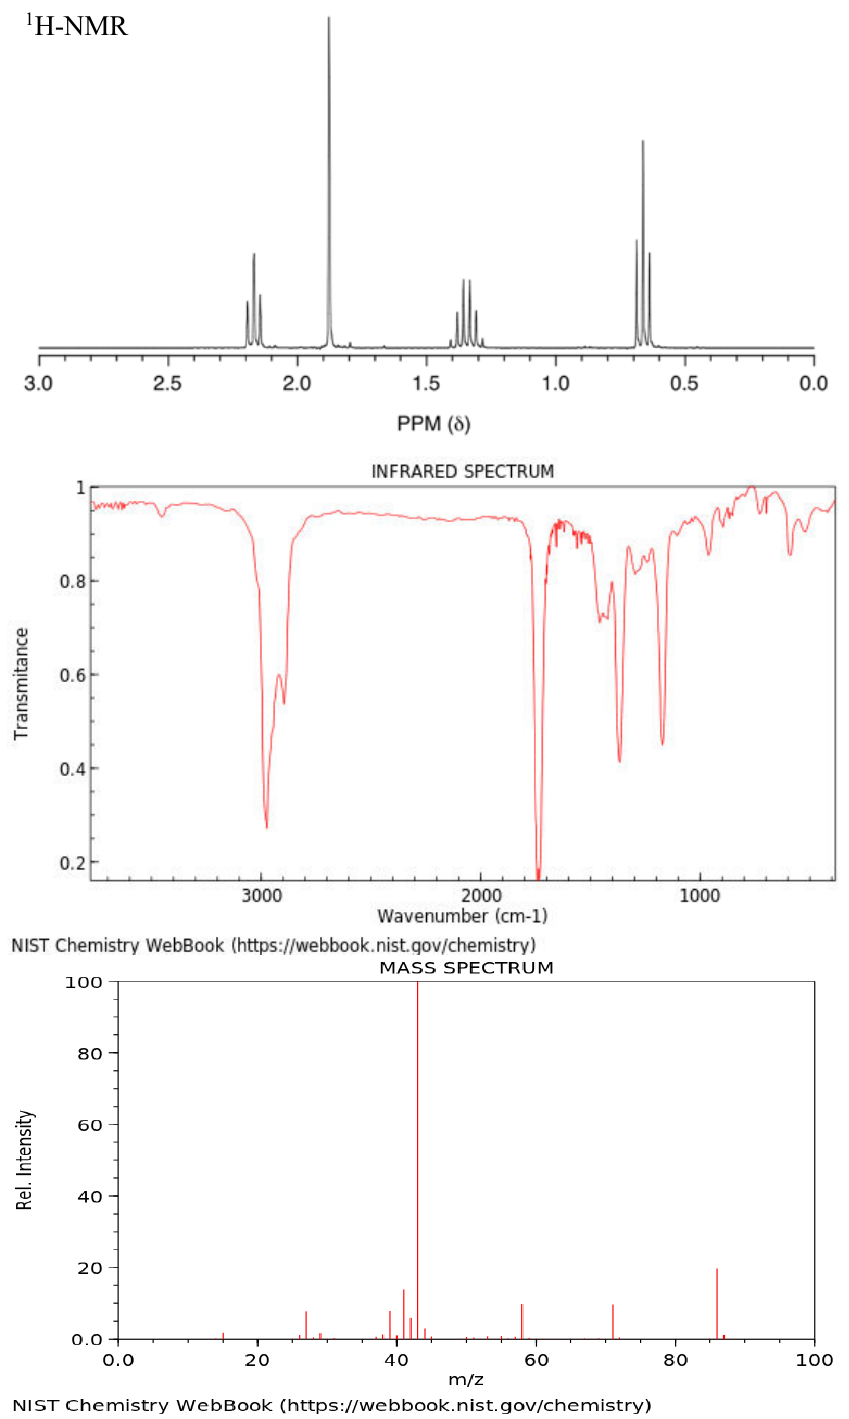 ¹H-NMR
3.0 2.5 2.0 1.5 1.0 0.5 0.0
PPM (δ)
INFRARED SPECTRUM
1
0.8
0.6
0.4
0.2
Transmitance
3000 2000 1000
Wavenumber (cm-1)
NIST Chemistry WebBook (https://webbook.nist.gov/chemistry)
MASS SPECTRUM
100
80
60
40
20
0.0
Rel. Intensity
0.0 20 40 60 80 100
m/z
NIST Chemistry WebBook (https://webbook.nist.gov/chemistry)